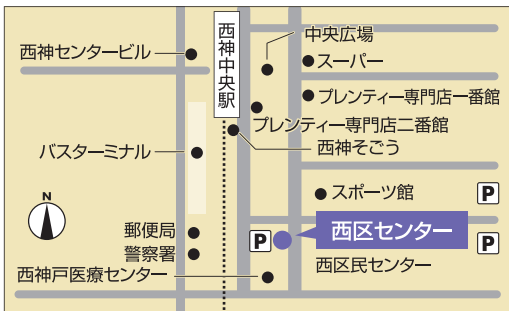 中央広場
西神センタービル
西神中央駅
スーパー
プレンティー専門店一番館
プレンティー専門店二番館
西神そごう
バスターミナル
スポーツ館
P
N
郵便局
P
西区センター
P
警察署
西区民センター
西神戸医療センター